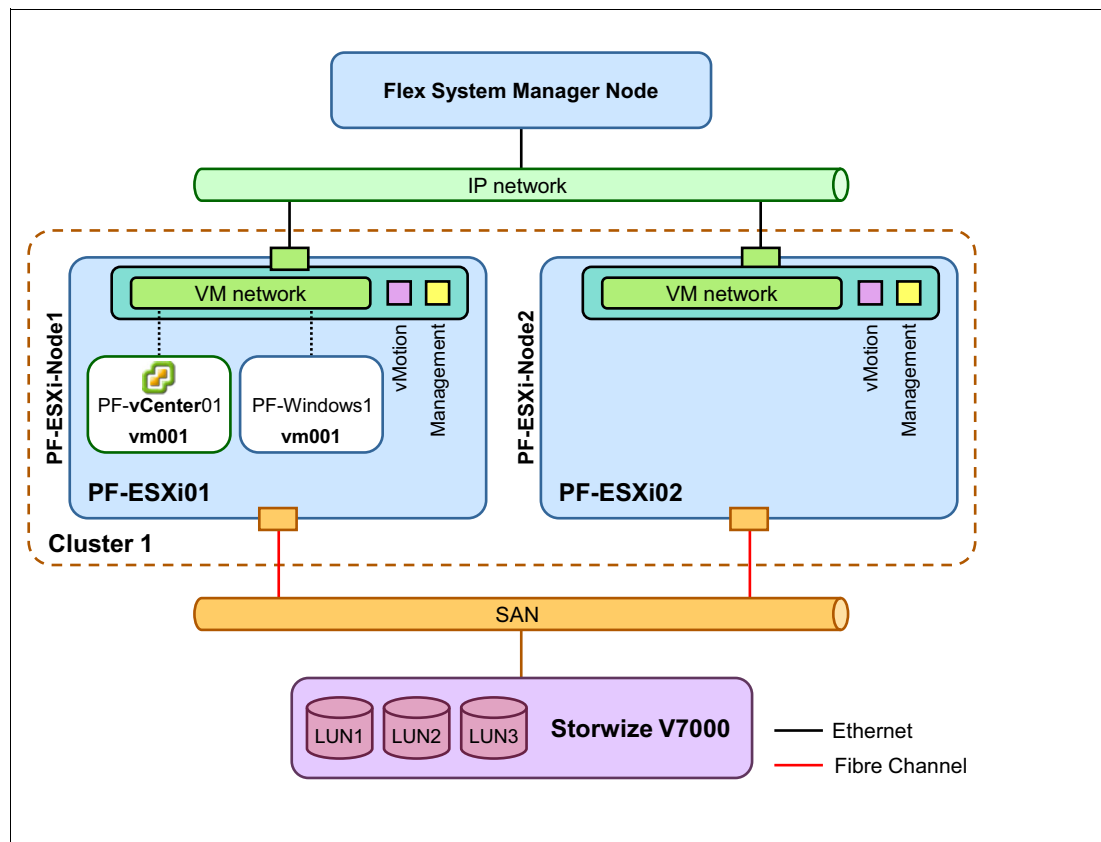 Flex System Manager Node
IP network
PF-ESXi-Node1
VM network
vMotion
Management
PF-vCenter01
vm001
PF-Windows1
vm001
PF-ESXi01
PF-ESXi-Node2
VM network
vMotion
Management
PF-ESXi02
Cluster 1
SAN
LUN1
LUN2
LUN3
Storwize V7000
Ethernet
Fibre Channel